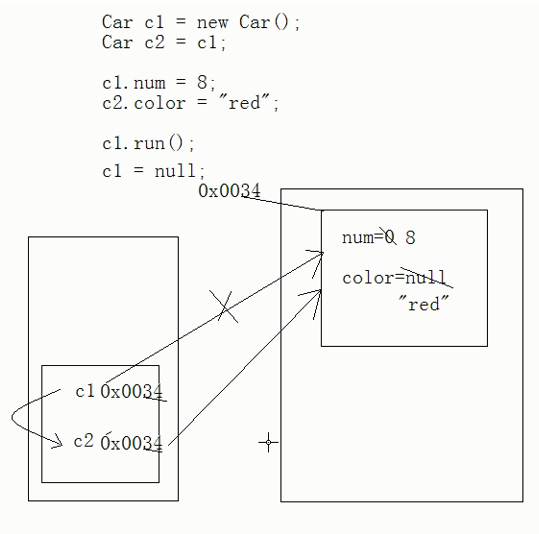 Car c1 = new Car();
Car c2 = c1;
c1.num = 8;
c2.color = "red";
c1.run();
c1 = null;
0x0034
num=0 8
color=null
"red"
c1 0x0034
c2 0x0034